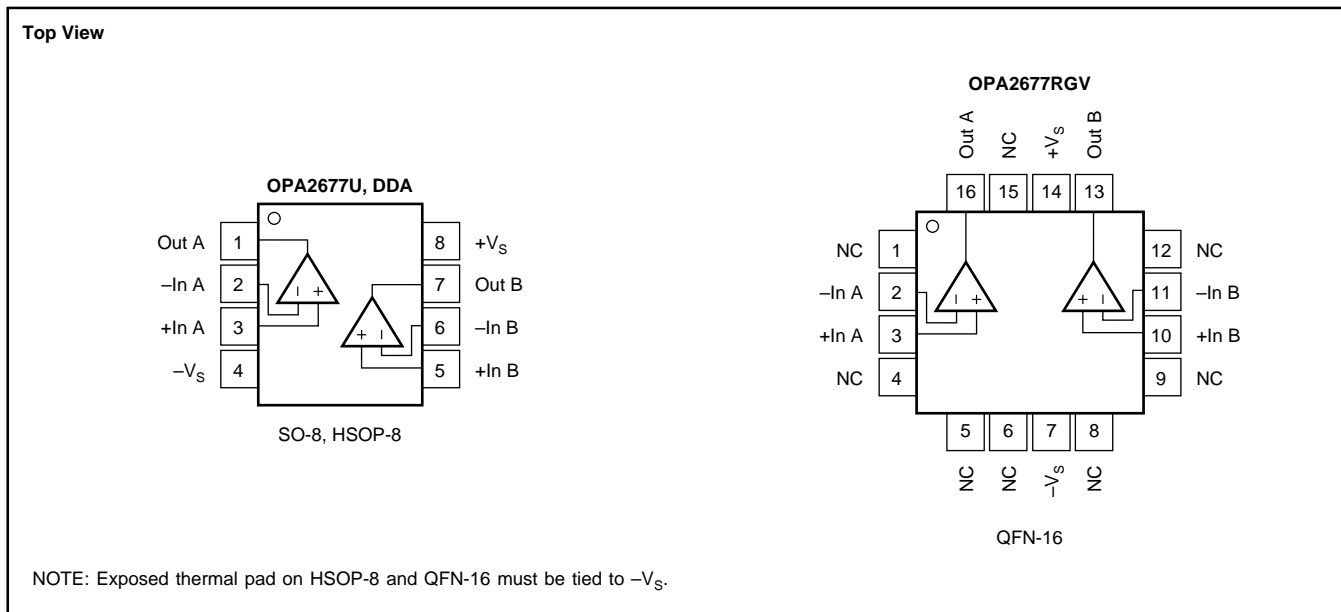 Top View
OPA2677U, DDA
Out A 1 8 +VS
–In A 2 7 Out B
+In A 3 6 –In B
–VS 4 5 +In B
– +
+ –
SO-8, HSOP-8
OPA2677RGV
Out A NC +VS Out B
16 15 14 13
NC 1 12 NC
–In A 2 11 –In B
+In A 3 10 +In B
NC 4 9 NC
– + + –
5 6 7 8
NC NC –VS NC
QFN-16
NOTE: Exposed thermal pad on HSOP-8 and QFN-16 must be tied to –VS.